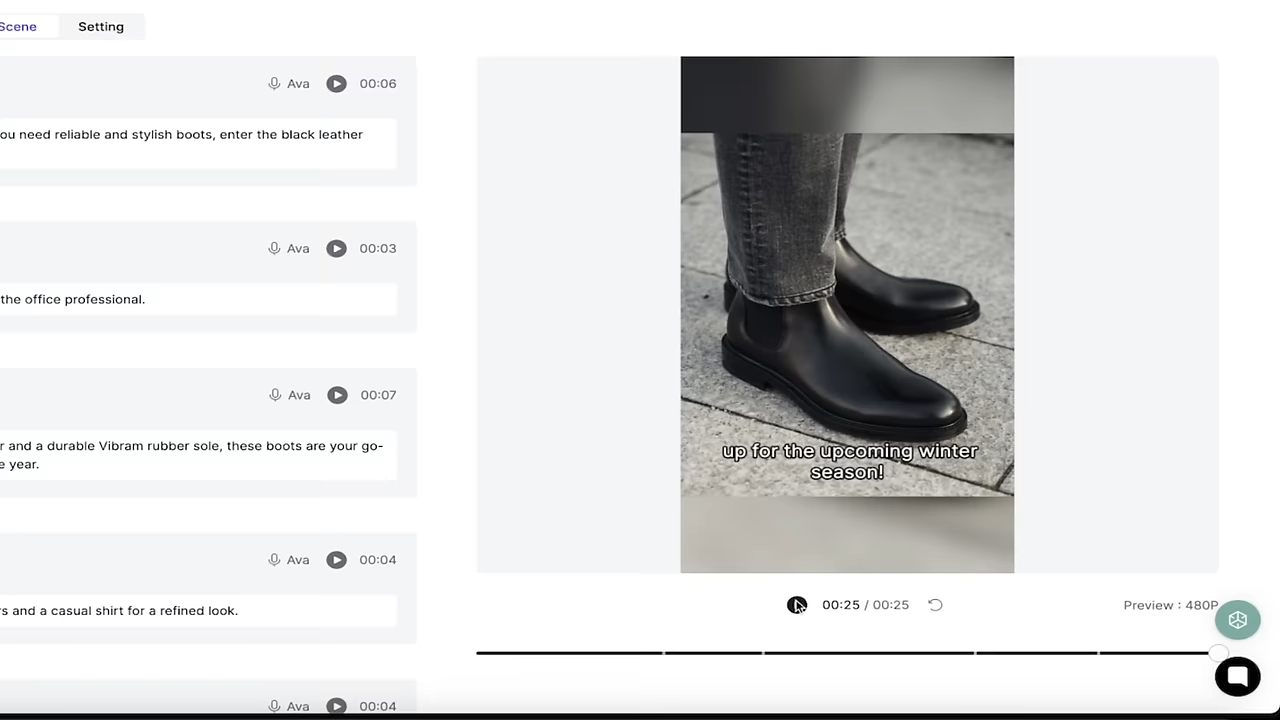 Scene
Setting
Ava 00:06
ou need reliable and stylish boots, enter the black leather
Ava 00:03
the office professional.
Ava 00:07
r and a durable Vibram rubber sole, these boots are your go-
e year.
Ava 00:04
s and a casual shirt for a refined look.
Ava 00:04
up for the upcoming winter
season!
00:25 / 00:25
Preview : 480P